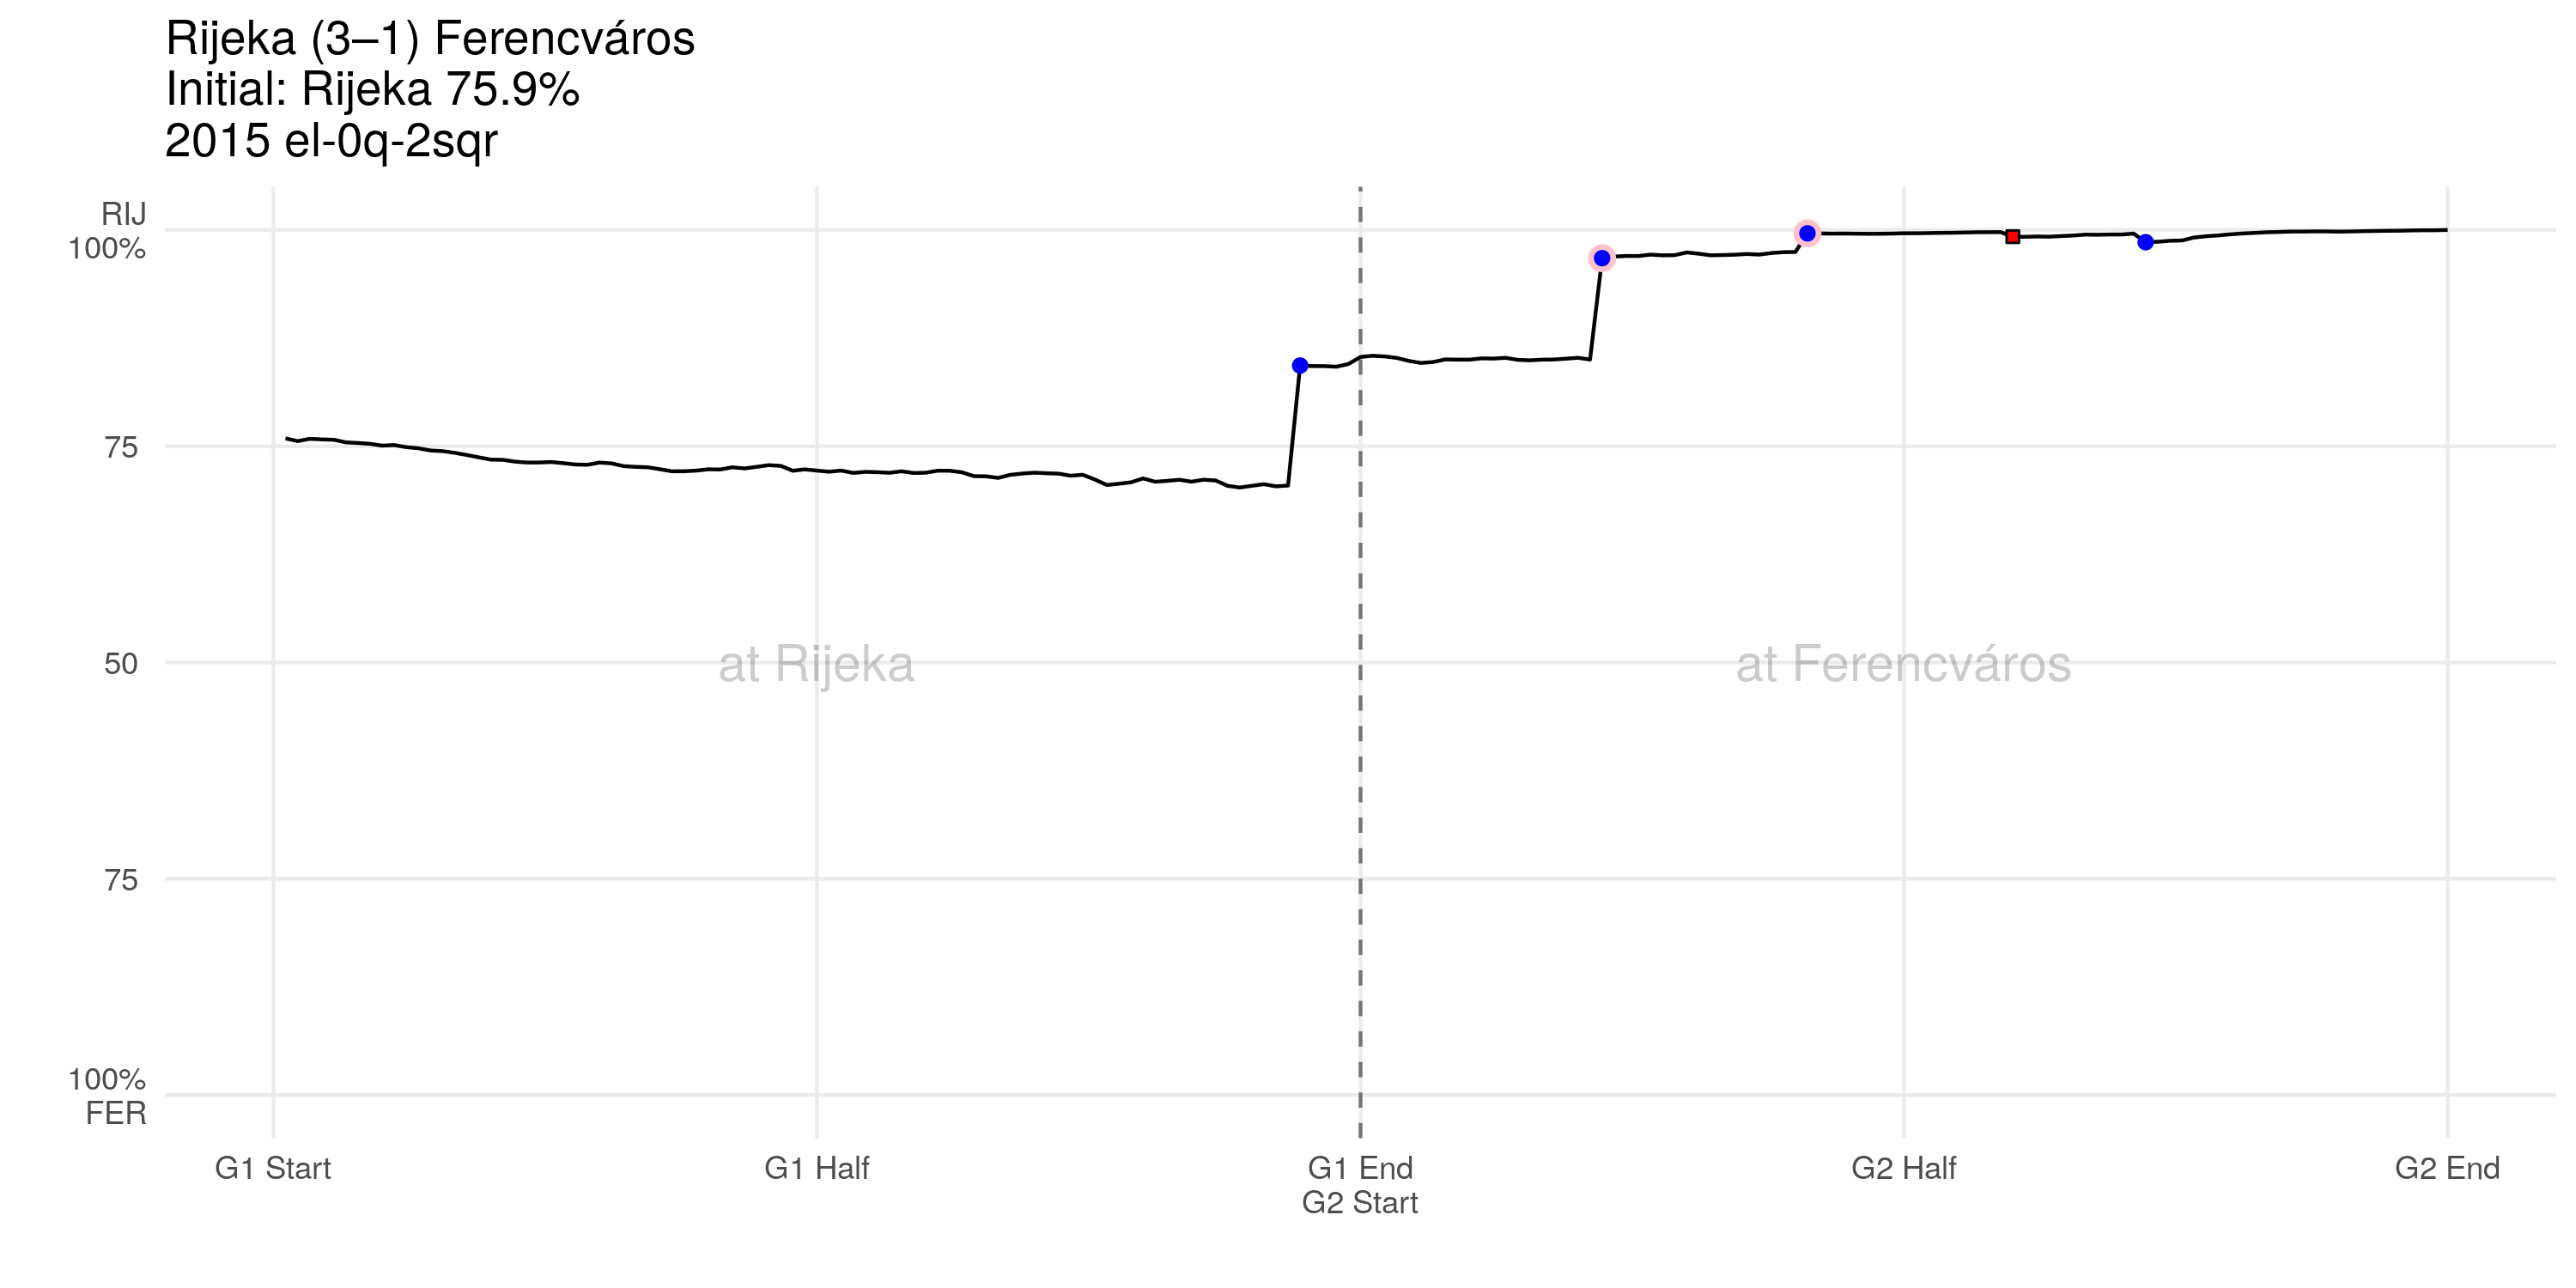 Rijeka (3–1) Ferencváros
Initial: Rijeka 75.9%
2015 el-0q-2sqr
RIJ
100%
75
50
75
100%
FER
at Rijeka
at Ferencváros
G1 Start
G1 Half
G1 End
G2 Start
G2 Half
G2 End